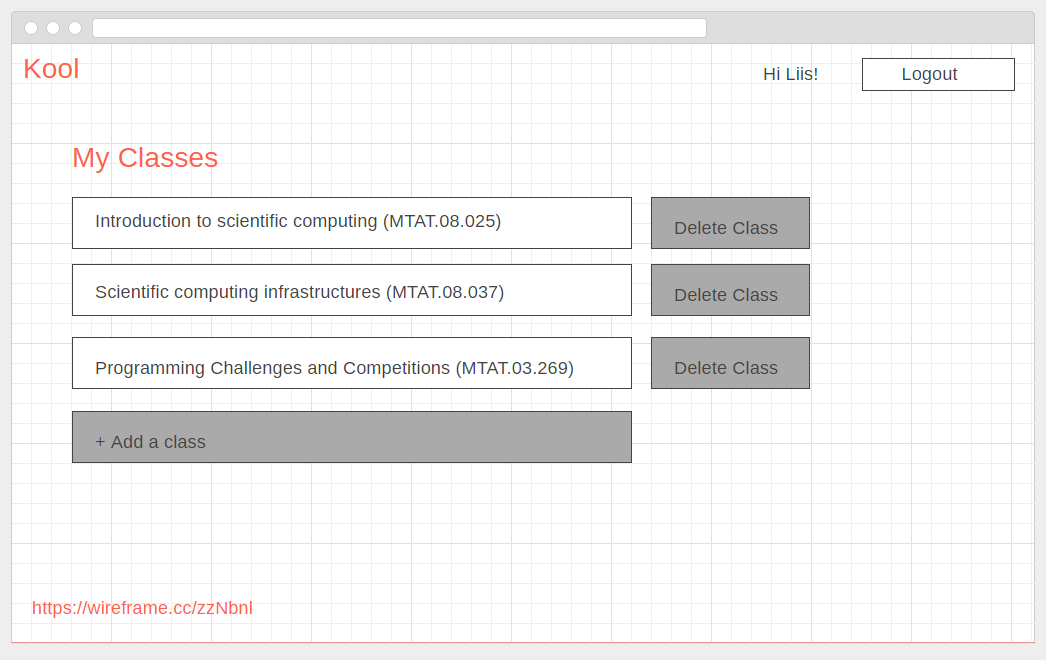 Kool
Hi Liis!
Logout
My Classes
Introduction to scientific computing (MTAT.08.025)
Delete Class
Scientific computing infrastructures (MTAT.08.037)
Delete Class
Programming Challenges and Competitions (MTAT.03.269)
Delete Class
+ Add a class
https://wireframe.cc/zzNbnI